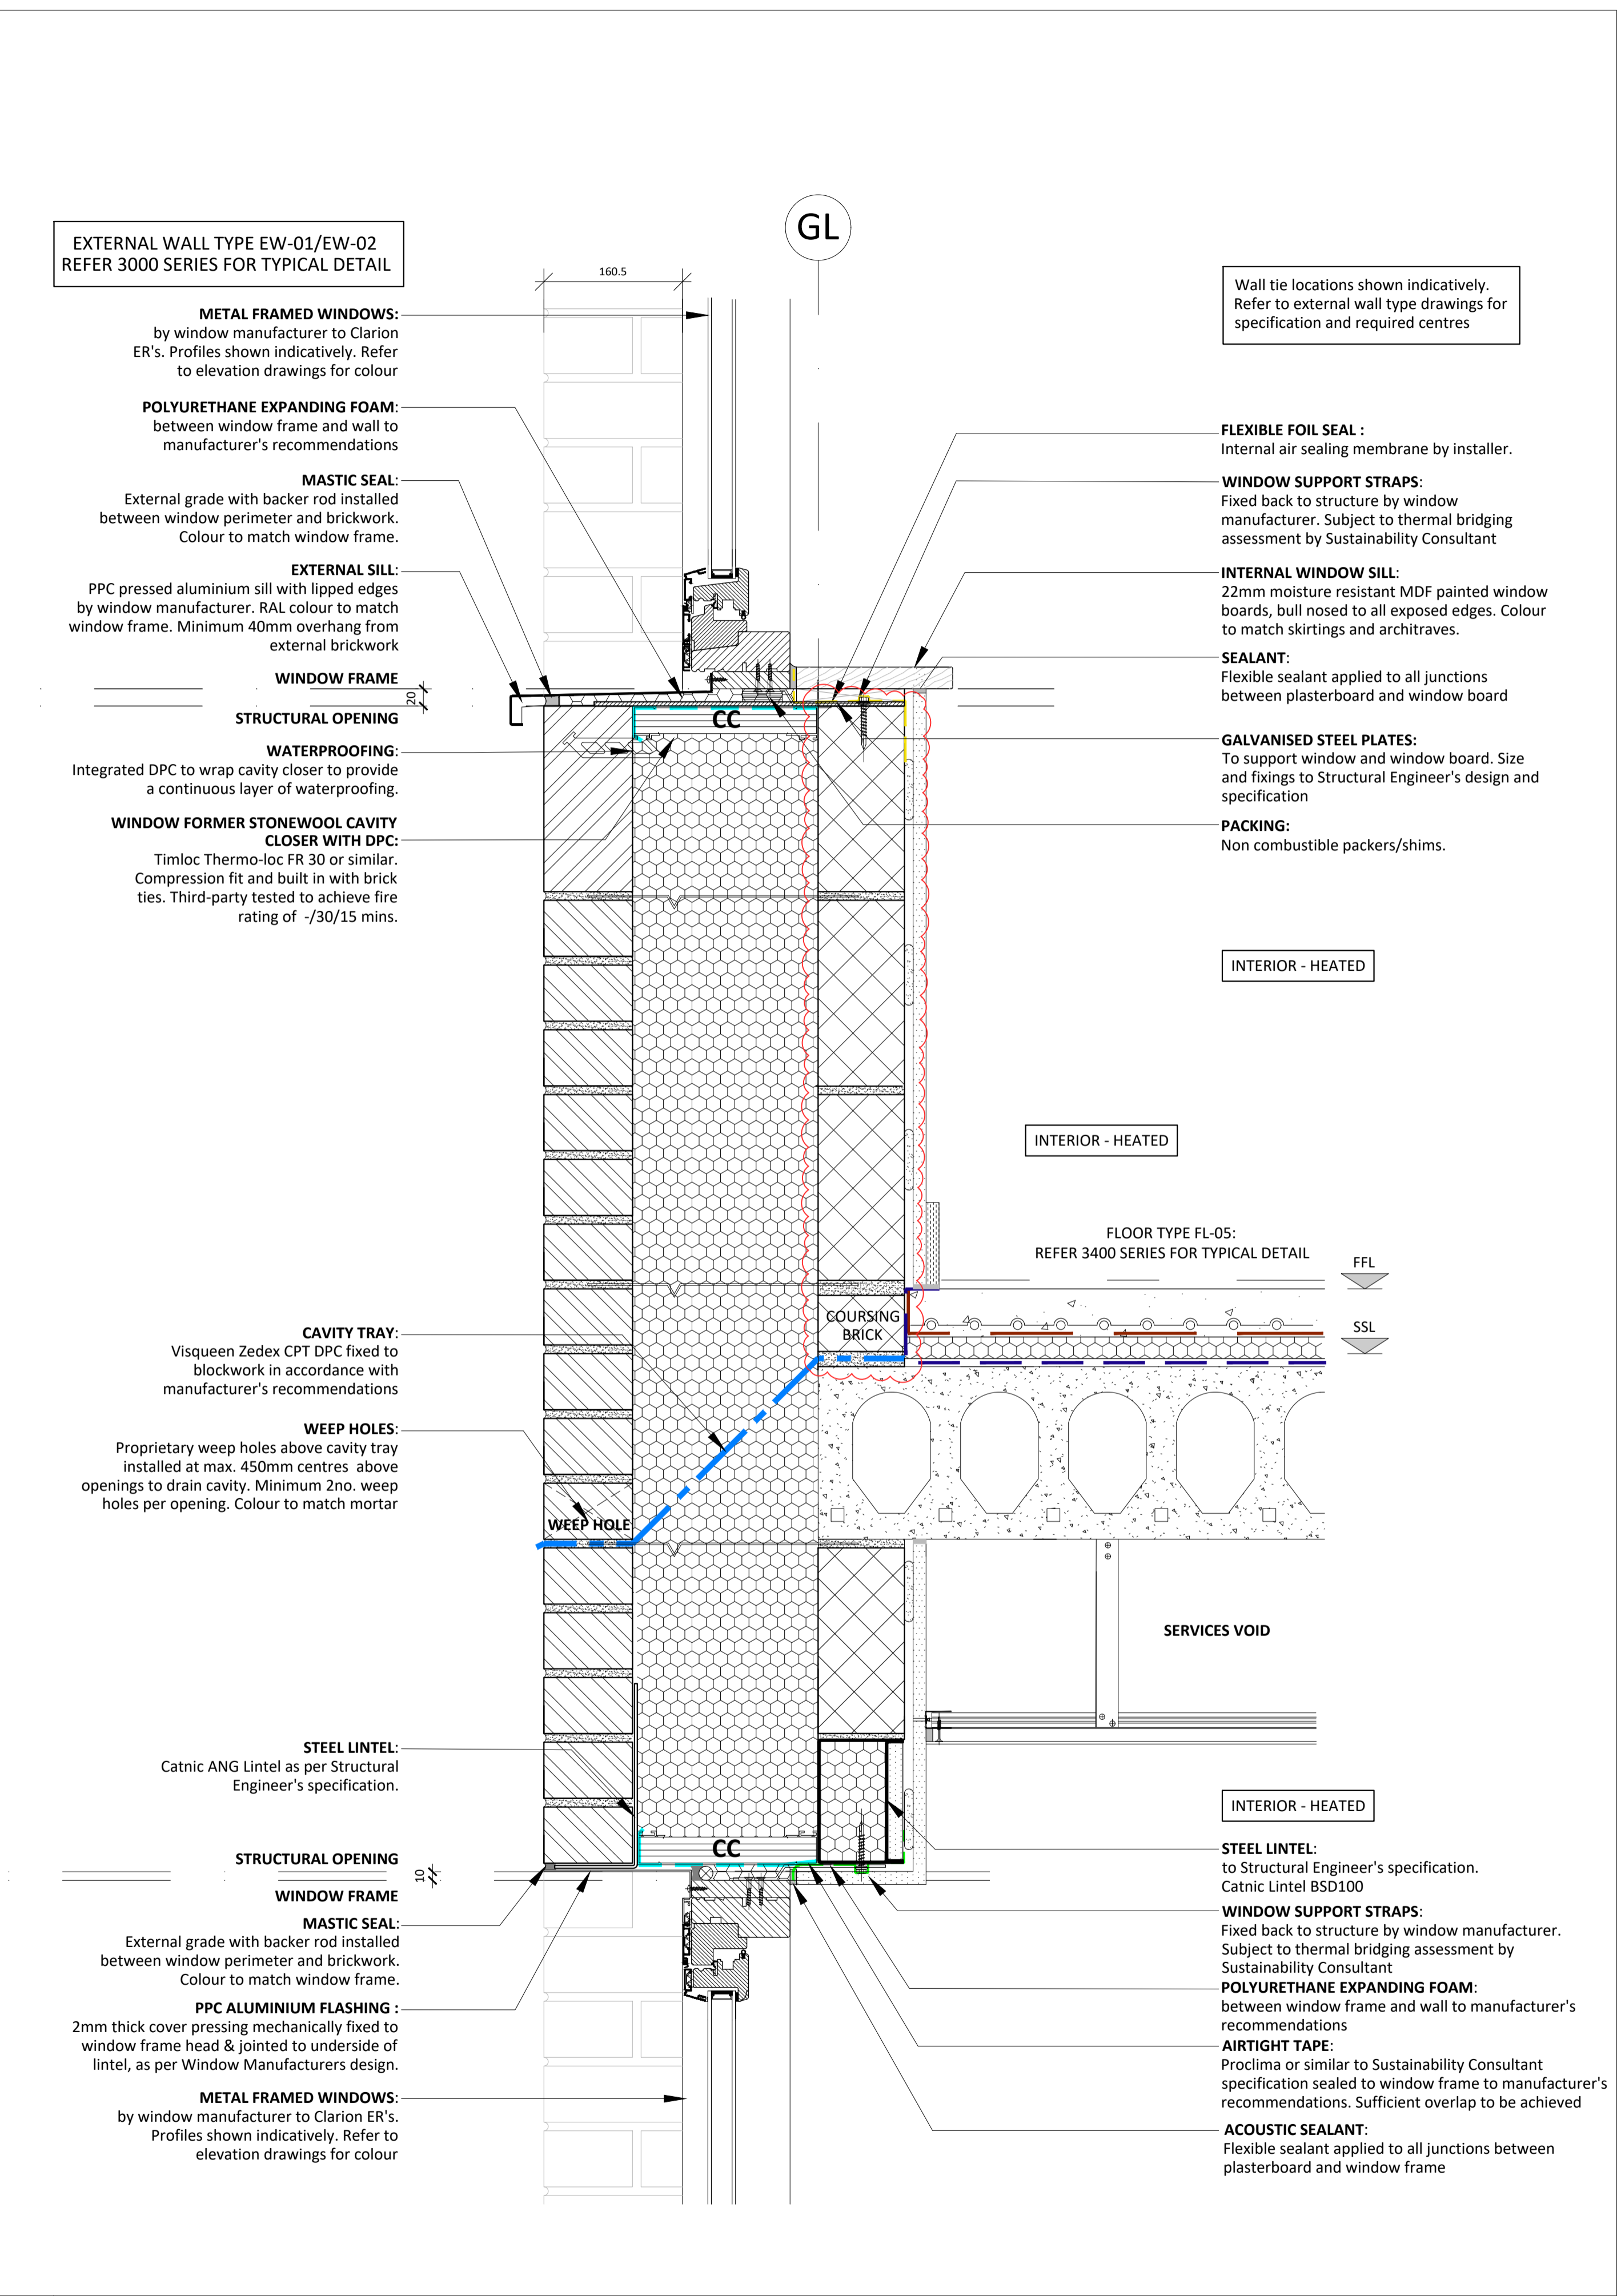 GL
EXTERNAL WALL TYPE EW-01/EW-02
REFER 3000 SERIES FOR TYPICAL DETAIL
160.5
METAL FRAMED WINDOWS:
by window manufacturer to Clarion
ER's. Profiles shown indicatively. Refer
to elevation drawings for colour
POLYURETHANE EXPANDING FOAM:
between window frame and wall to
manufacturer's recommendations
MASTIC SEAL:
External grade with backer rod installed
between window perimeter and brickwork.
Colour to match window frame.
EXTERNAL SILL:
PPC pressed aluminium sill with lipped edges
by window manufacturer. RAL colour to match
window frame. Minimum 40mm overhang from
external brickwork
WINDOW FRAME
20
STRUCTURAL OPENING
WATERPROOFING:
Integrated DPC to wrap cavity closer to provide
a continuous layer of waterproofing.
WINDOW FORMER STONEWOOL CAVITY
CLOSER WITH DPC:
Timloc Thermo-loc FR 30 or similar.
Compression fit and built in with brick
ties. Third-party tested to achieve fire
rating of -/30/15 mins.
CAVITY TRAY:
Visqueen Zedex CPT DPC fixed to
blockwork in accordance with
manufacturer's recommendations
WEEP HOLES:
Proprietary weep holes above cavity tray
installed at max. 450mm centres above
openings to drain cavity. Minimum 2no. weep
holes per opening. Colour to match mortar
STEEL LINTEL:
Catnic ANG Lintel as per Structural
Engineer's specification.
STRUCTURAL OPENING
10
WINDOW FRAME
MASTIC SEAL:
External grade with backer rod installed
between window perimeter and brickwork.
Colour to match window frame.
PPC ALUMINIUM FLASHING :
2mm thick cover pressing mechanically fixed to
window frame head & jointed to underside of
lintel, as per Window Manufacturers design.
METAL FRAMED WINDOWS:
by window manufacturer to Clarion ER's.
Profiles shown indicatively. Refer to
elevation drawings for colour
CC
COURSING
BRICK
WEEP HOLE
CC
Wall tie locations shown indicatively.
Refer to external wall type drawings for
specification and required centres
FLEXIBLE FOIL SEAL :
Internal air sealing membrane by installer.
WINDOW SUPPORT STRAPS:
Fixed back to structure by window
manufacturer. Subject to thermal bridging
assessment by Sustainability Consultant
INTERNAL WINDOW SILL:
22mm moisture resistant MDF painted window
boards, bull nosed to all exposed edges. Colour
to match skirtings and architraves.
SEALANT:
Flexible sealant applied to all junctions
between plasterboard and window board
GALVANISED STEEL PLATES:
To support window and window board. Size
and fixings to Structural Engineer's design and
specification
PACKING:
Non combustible packers/shims.
INTERIOR - HEATED
INTERIOR - HEATED
FLOOR TYPE FL-05:
REFER 3400 SERIES FOR TYPICAL DETAIL
FFL
SSL
SERVICES VOID
INTERIOR - HEATED
STEEL LINTEL:
to Structural Engineer's specification.
Catnic Lintel BSD100
WINDOW SUPPORT STRAPS:
Fixed back to structure by window manufacturer.
Subject to thermal bridging assessment by
Sustainability Consultant
POLYURETHANE EXPANDING FOAM:
between window frame and wall to manufacturer's
recommendations
AIRTIGHT TAPE:
Proclima or similar to Sustainability Consultant
specification sealed to window frame to manufacturer's
recommendations. Sufficient overlap to be achieved
ACOUSTIC SEALANT:
Flexible sealant applied to all junctions between
plasterboard and window frame